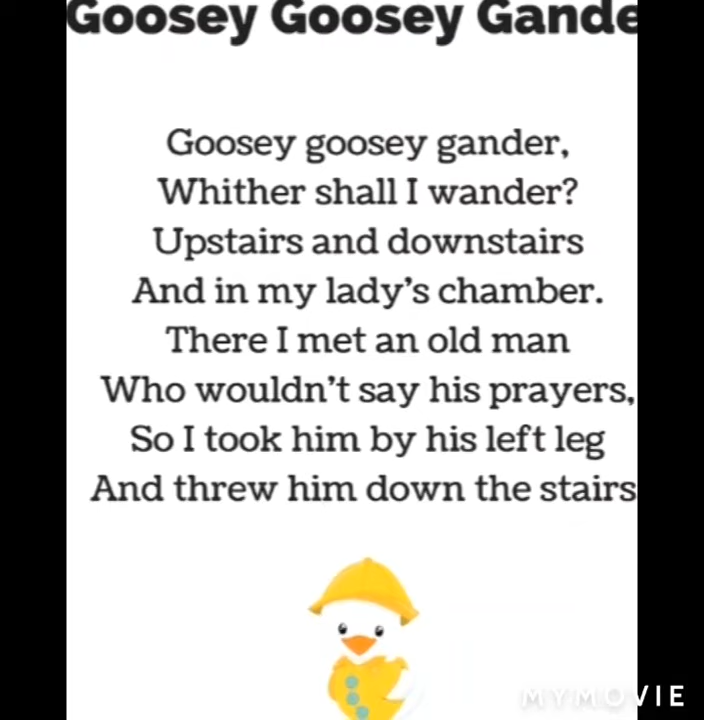 Goosey Goosey Gande
Goosey goosey gander,
Whither shall I wander?
Upstairs and downstairs
And in my lady's chamber.
There I met an old man
Who wouldn't say his prayers,
So I took him by his left leg
And threw him down the stairs
MYMOVIE